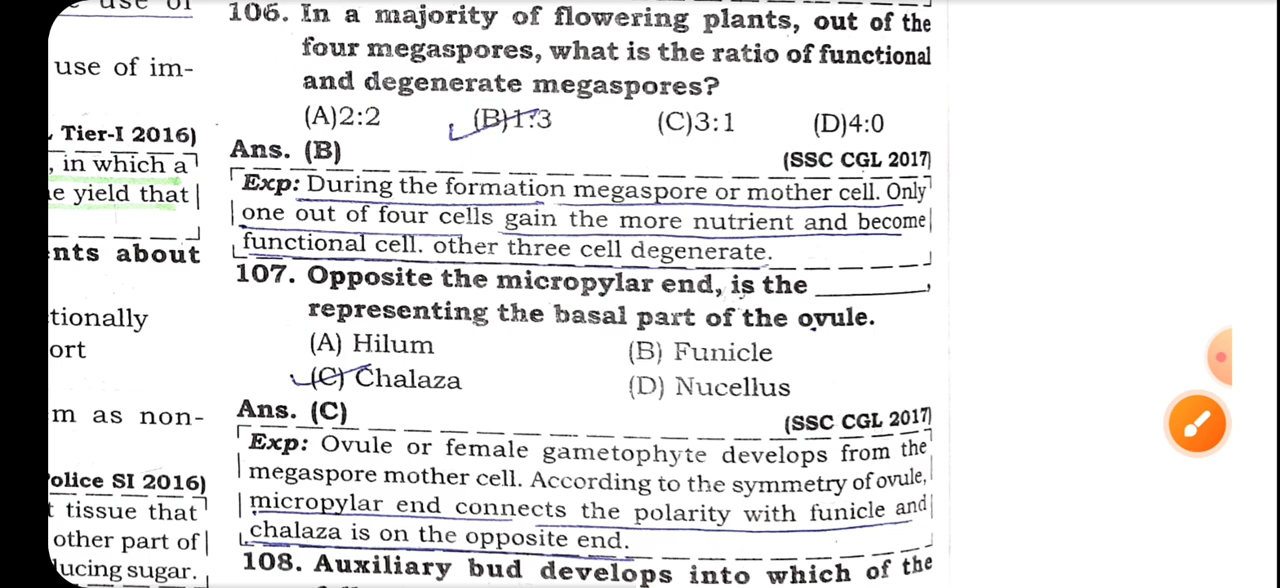 use of
use of im-
Tier-I 2016)
, in which a
e yield that
nts about
tionally
ort
m as non-
olice SI 2016)
t tissue that
other part of
lucing sugar.
106. In a majority of flowering plants, out of the
four megaspores, what is the ratio of functional
and degenerate megaspores?
(A)2:2 (B)1:3 (C)3:1 (D)4:0
Ans. (B) (SSC CGL 2017)
Exp: During the formation megaspore or mother cell. Only
one out of four cells gain the more nutrient and become
functional cell. other three cell degenerate.
107. Opposite the micropylar end, is the ________,
representing the basal part of the ovule.
(A) Hilum (B) Funicle
(C) Chalaza (D) Nucellus
Ans. (C) (SSC CGL 2017)
Exp: Ovule or female gametophyte develops from the
megaspore mother cell. According to the symmetry of ovule,
micropylar end connects the polarity with funicle and
chalaza is on the opposite end.
108. Auxiliary bud develops into which of the